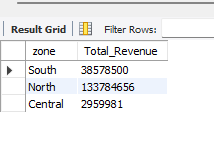 Result Grid Filter Rows:
zone Total_Revenue
South 38578500
North 133784656
Central 2959981